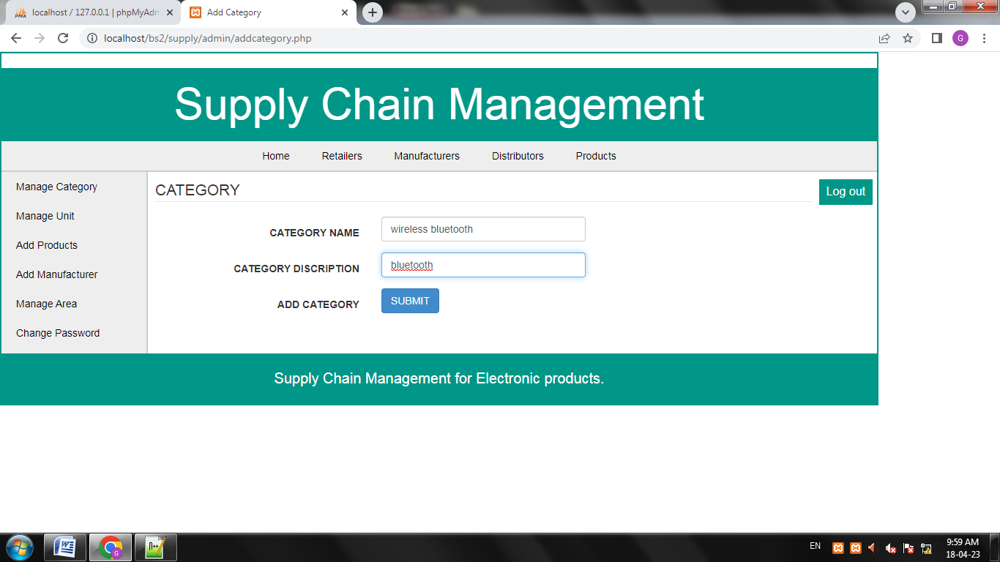 localhost / 127.0.0.1 | phpMyAdm
Add Category
localhost/bs2/supply/admin/addcategory.php
G
Supply Chain Management
Home Retailers Manufacturers Distributors Products
Manage Category
Manage Unit
Add Products
Add Manufacturer
Manage Area
Change Password
CATEGORY
Log out
CATEGORY NAME wireless bluetooth
CATEGORY DISCRIPTION bluetooth
ADD CATEGORY SUBMIT
Supply Chain Management for Electronic products.
EN
9:59 AM
18-04-23